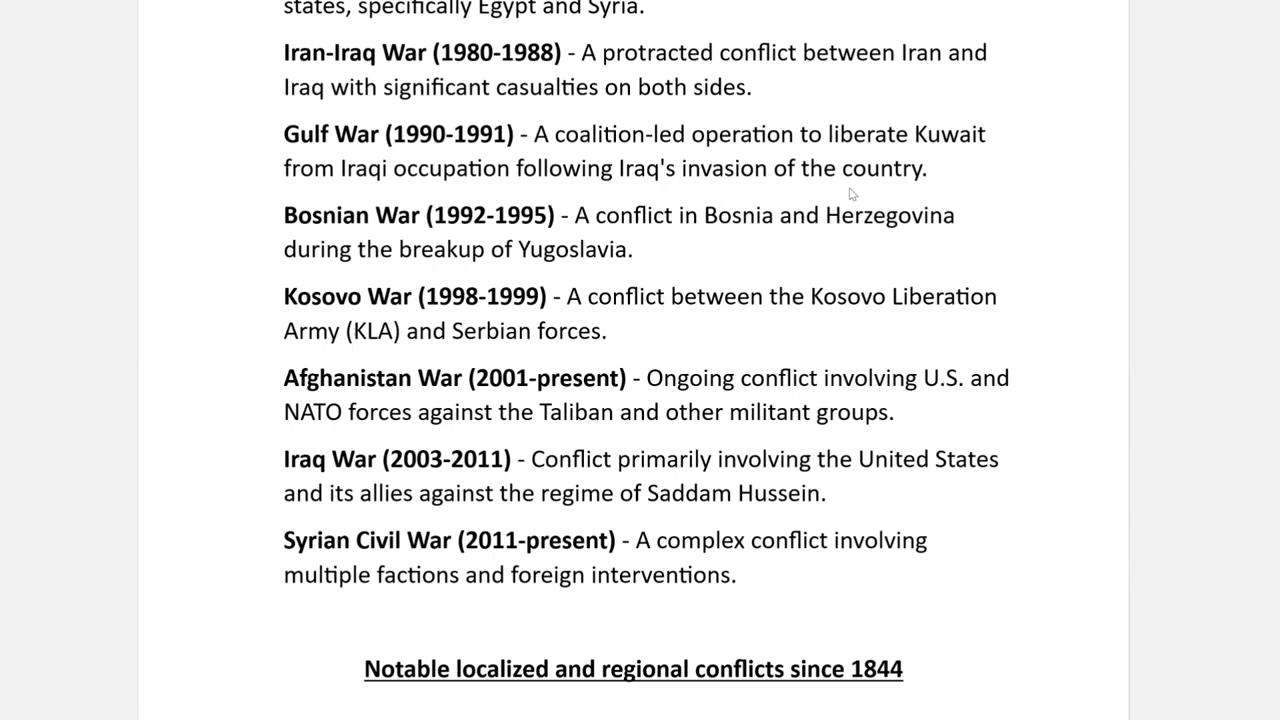 states, specifically Egypt and Syria.
Iran-Iraq War (1980-1988) - A protracted conflict between Iran and
Iraq with significant casualties on both sides.
Gulf War (1990-1991) - A coalition-led operation to liberate Kuwait
from Iraqi occupation following Iraq's invasion of the country.
Bosnian War (1992-1995) - A conflict in Bosnia and Herzegovina
during the breakup of Yugoslavia.
Kosovo War (1998-1999) - A conflict between the Kosovo Liberation
Army (KLA) and Serbian forces.
Afghanistan War (2001-present) - Ongoing conflict involving U.S. and
NATO forces against the Taliban and other militant groups.
Iraq War (2003-2011) - Conflict primarily involving the United States
and its allies against the regime of Saddam Hussein.
Syrian Civil War (2011-present) - A complex conflict involving
multiple factions and foreign interventions.
Notable localized and regional conflicts since 1844